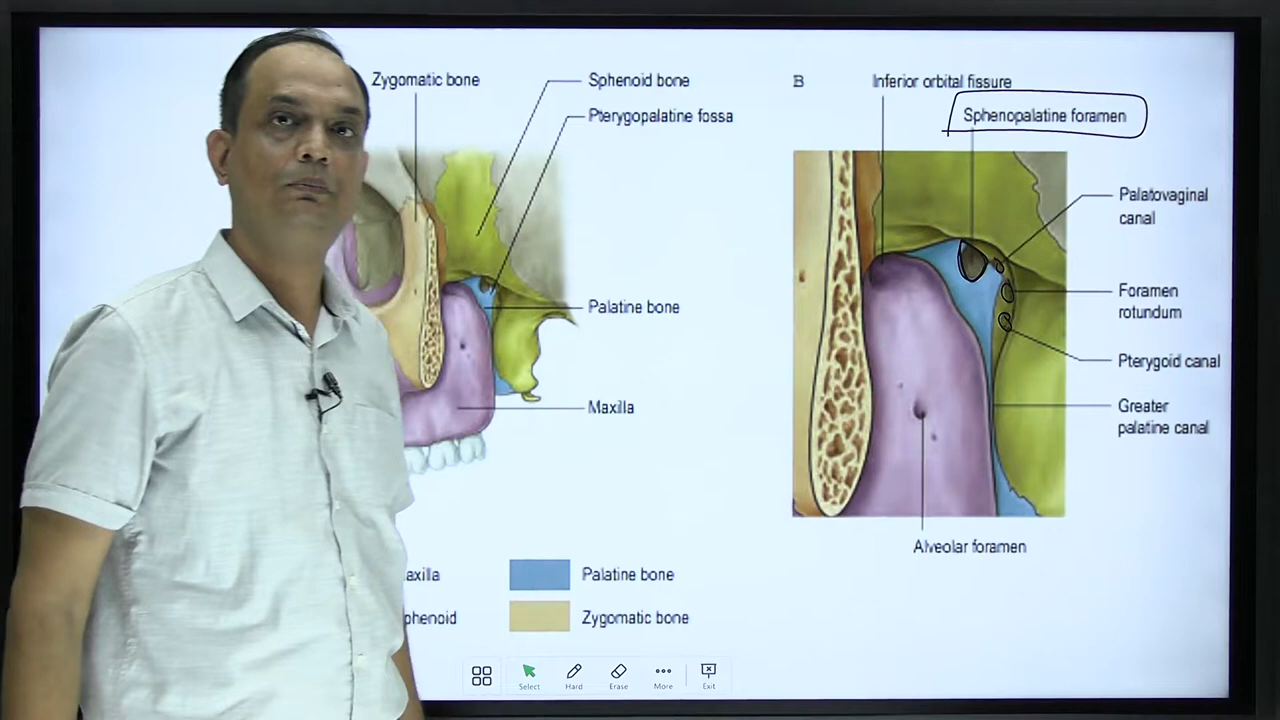 Zygomatic bone
Sphenoid bone
Pterygopalatine fossa
Palatine bone
Maxilla
B
Inferior orbital fissure
Sphenopalatine foramen
Palatovaginal
canal
Foramen
rotundum
Pterygoid canal
Greater
palatine canal
Alveolar foramen
axilla
Palatine bone
phenoid
Zygomatic bone
Select
Hard
Erase
More
Exit